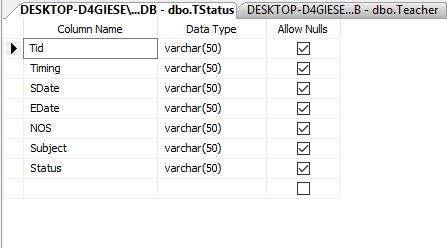 DESKTOP-D4GIESE\...DB - dbo.TStatus DESKTOP-D4GIESE...B - dbo.Teacher
Column Name Data Type Allow Nulls
Tid varchar(50)
Timing varchar(50)
SDate varchar(50)
EDate varchar(50)
NOS varchar(50)
Subject varchar(50)
Status varchar(50)